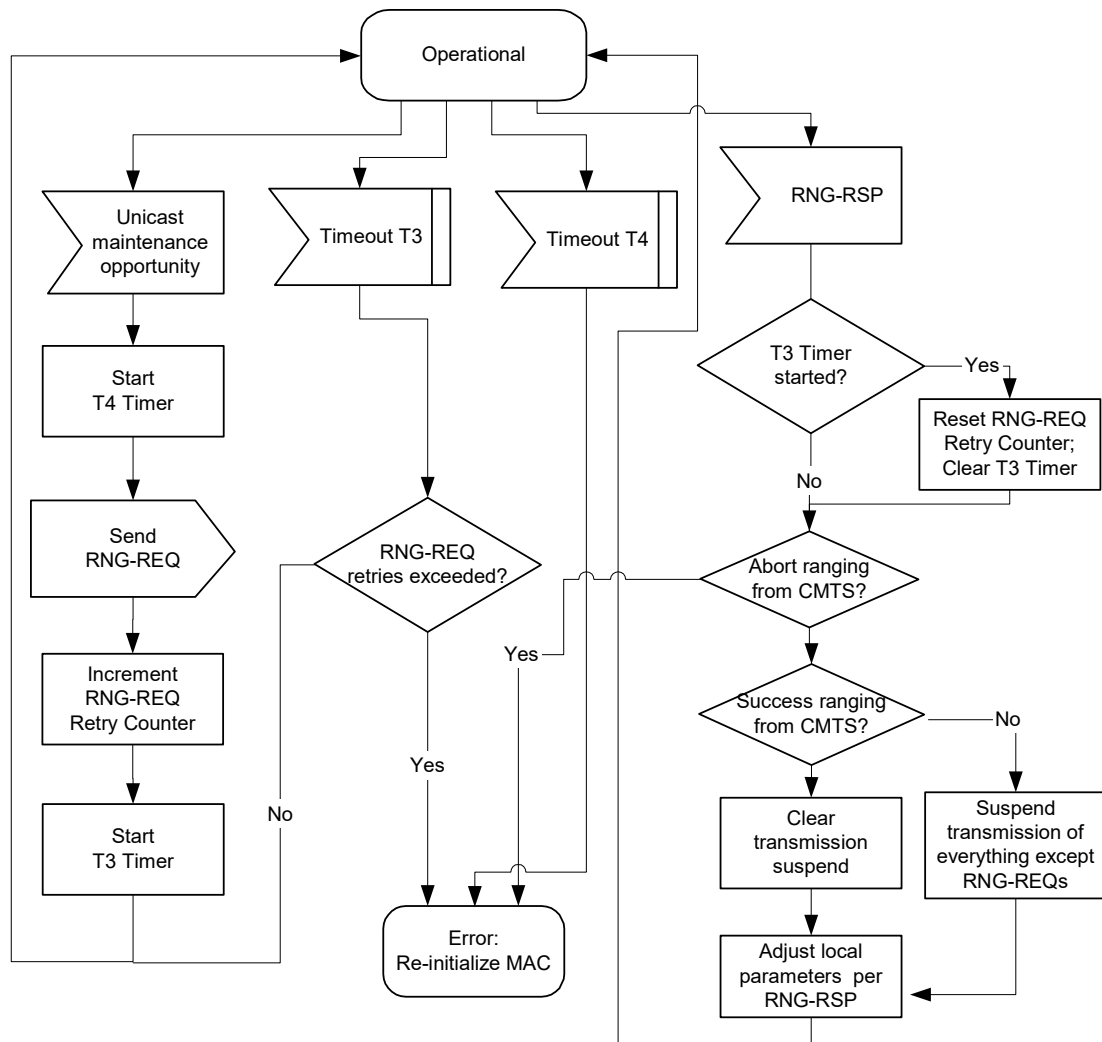 Operational
Unicast
maintenance
opportunity
Timeout T3
Timeout T4
RNG-RSP
Start
T4 Timer
T3 Timer
started?
Yes
Reset RNG-REQ
Retry Counter;
Clear T3 Timer
No
Send
RNG-REQ
RNG-REQ
retries exceeded?
Abort ranging
from CMTS?
Yes
Increment
RNG-REQ
Retry Counter
Success ranging
from CMTS?
No
Yes
No
Start
T3 Timer
Clear
transmission
suspend
Suspend
transmission of
everything except
RNG-REQs
Error:
Re-initialize MAC
Adjust local
parameters per
RNG-RSP